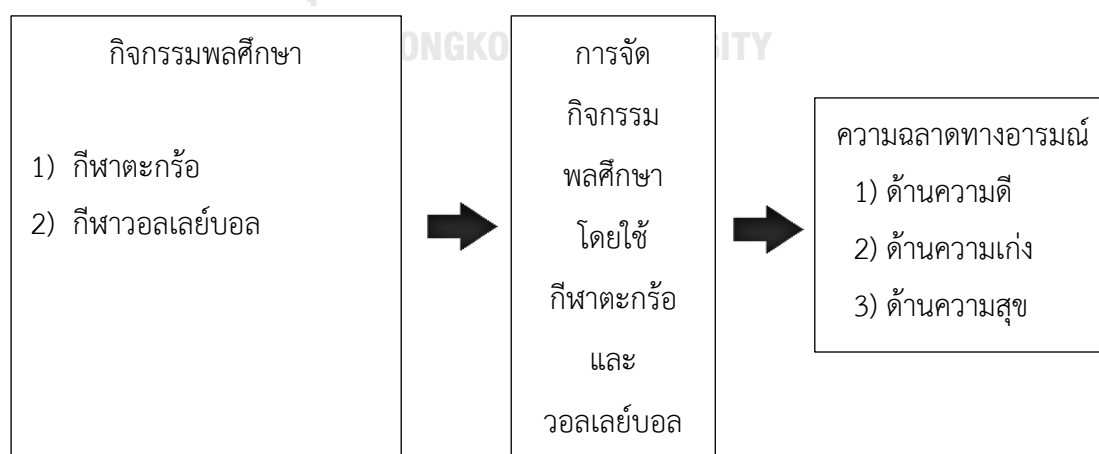 กิจกรรมพลศึกษา
1) กีฬาตะกร้อ
2) กีฬาวอลเลย์บอล
การจัด
กิจกรรม
พลศึกษา
โดยใช้
กีฬาตะกร้อ
และ
วอลเลย์บอล
ความฉลาดทางอารมณ์
1) ด้านความดี
2) ด้านความเก่ง
3) ด้านความสุข
ONGKO
ITY